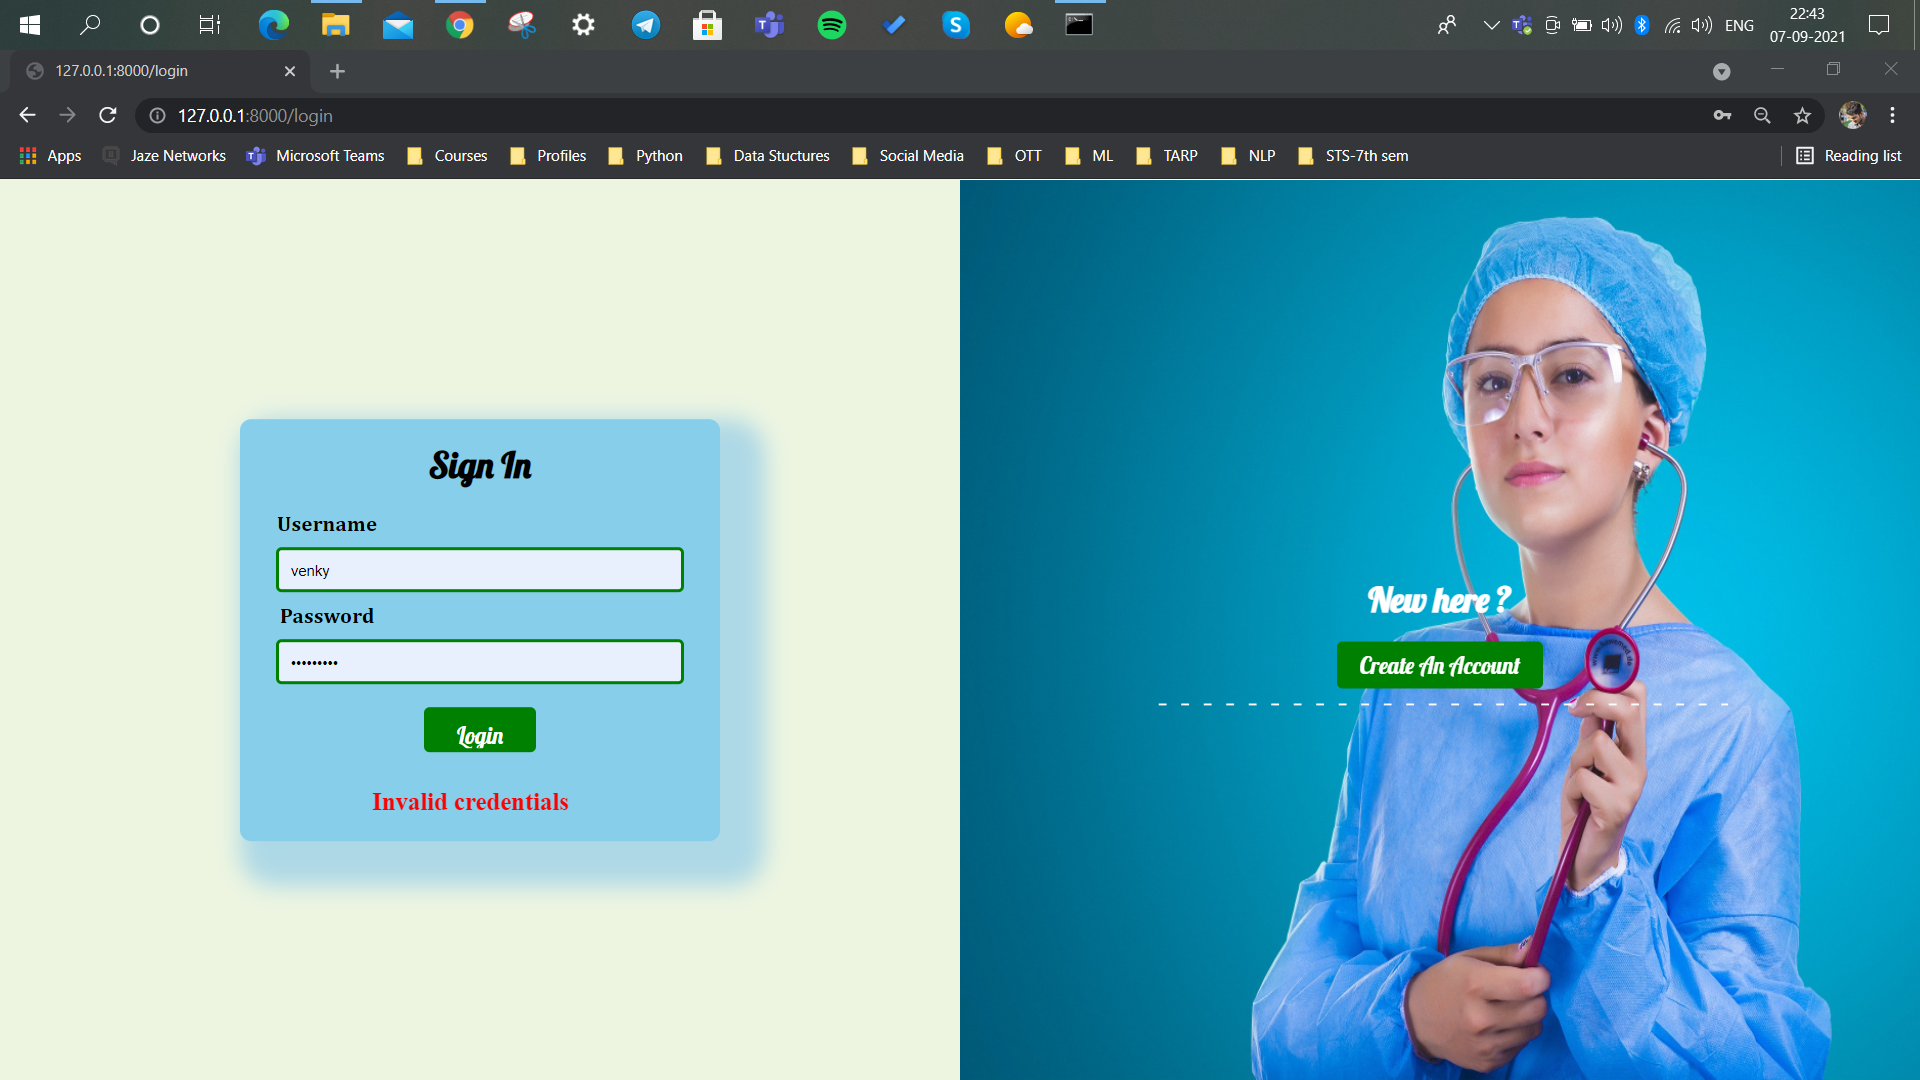 22:43
ENG
07-09-2021
127.0.0.1:8000/login
127.0.0.1:8000/login
Apps Jaze Networks Microsoft Teams Courses Profiles Python Data Stuctures Social Media OTT ML TARP NLP STS-7th sem Reading list
Sign In
Username
venky
Password
•••••••••
Login
Invalid credentials
New here ?
Create An Account